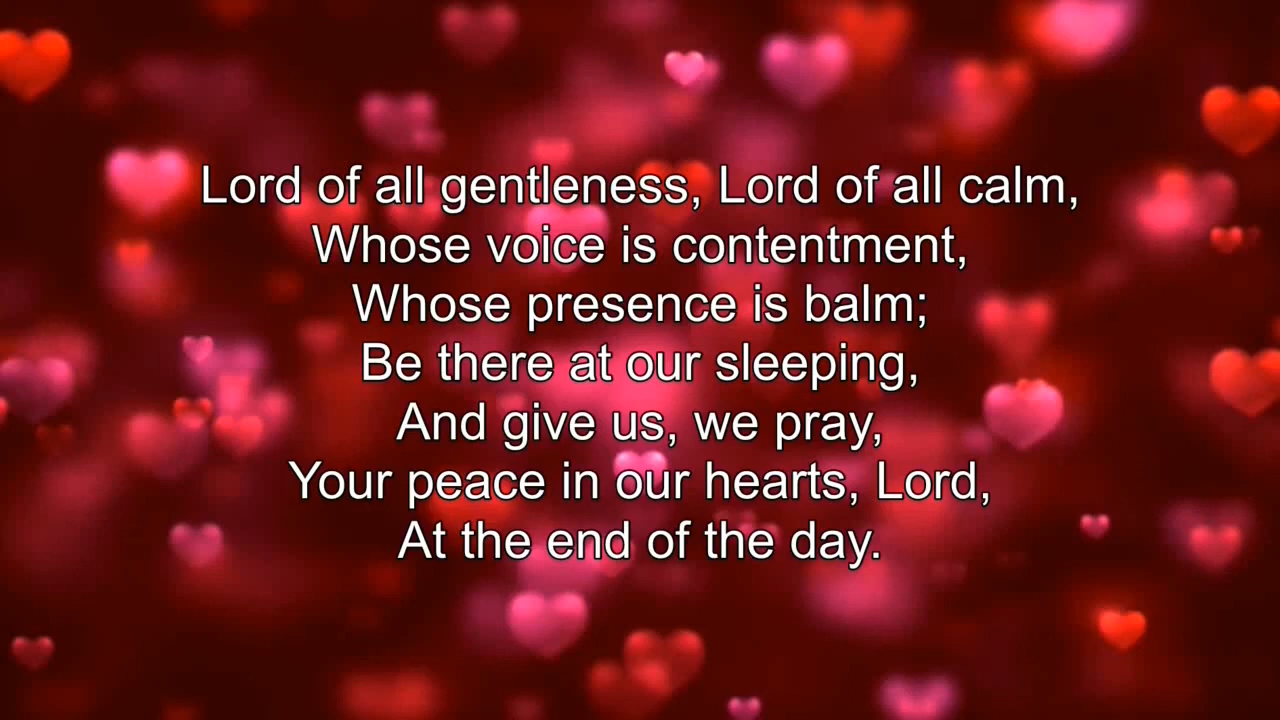 Lord of all gentleness, Lord of all calm,
Whose voice is contentment,
Whose presence is balm;
Be there at our sleeping,
And give us, we pray,
Your peace in our hearts, Lord,
At the end of the day.